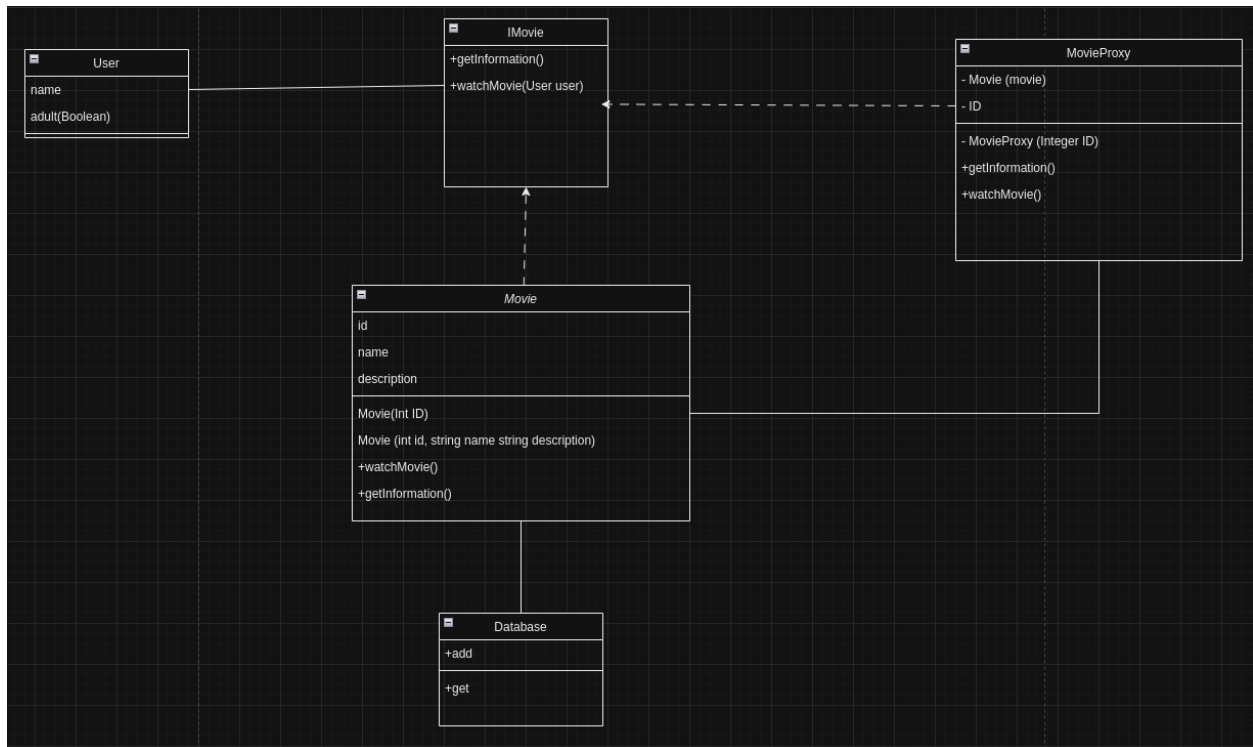 User
name
adult(Boolean)
IMovie
+getInformation()
+watchMovie(User user)
MovieProxy
- Movie (movie)
- ID
- MovieProxy (Integer ID)
+getInformation()
+watchMovie()
Movie
id
name
description
Movie(Int ID)
Movie (int id, string name string description)
+watchMovie()
+getInformation()
Database
+add
+get